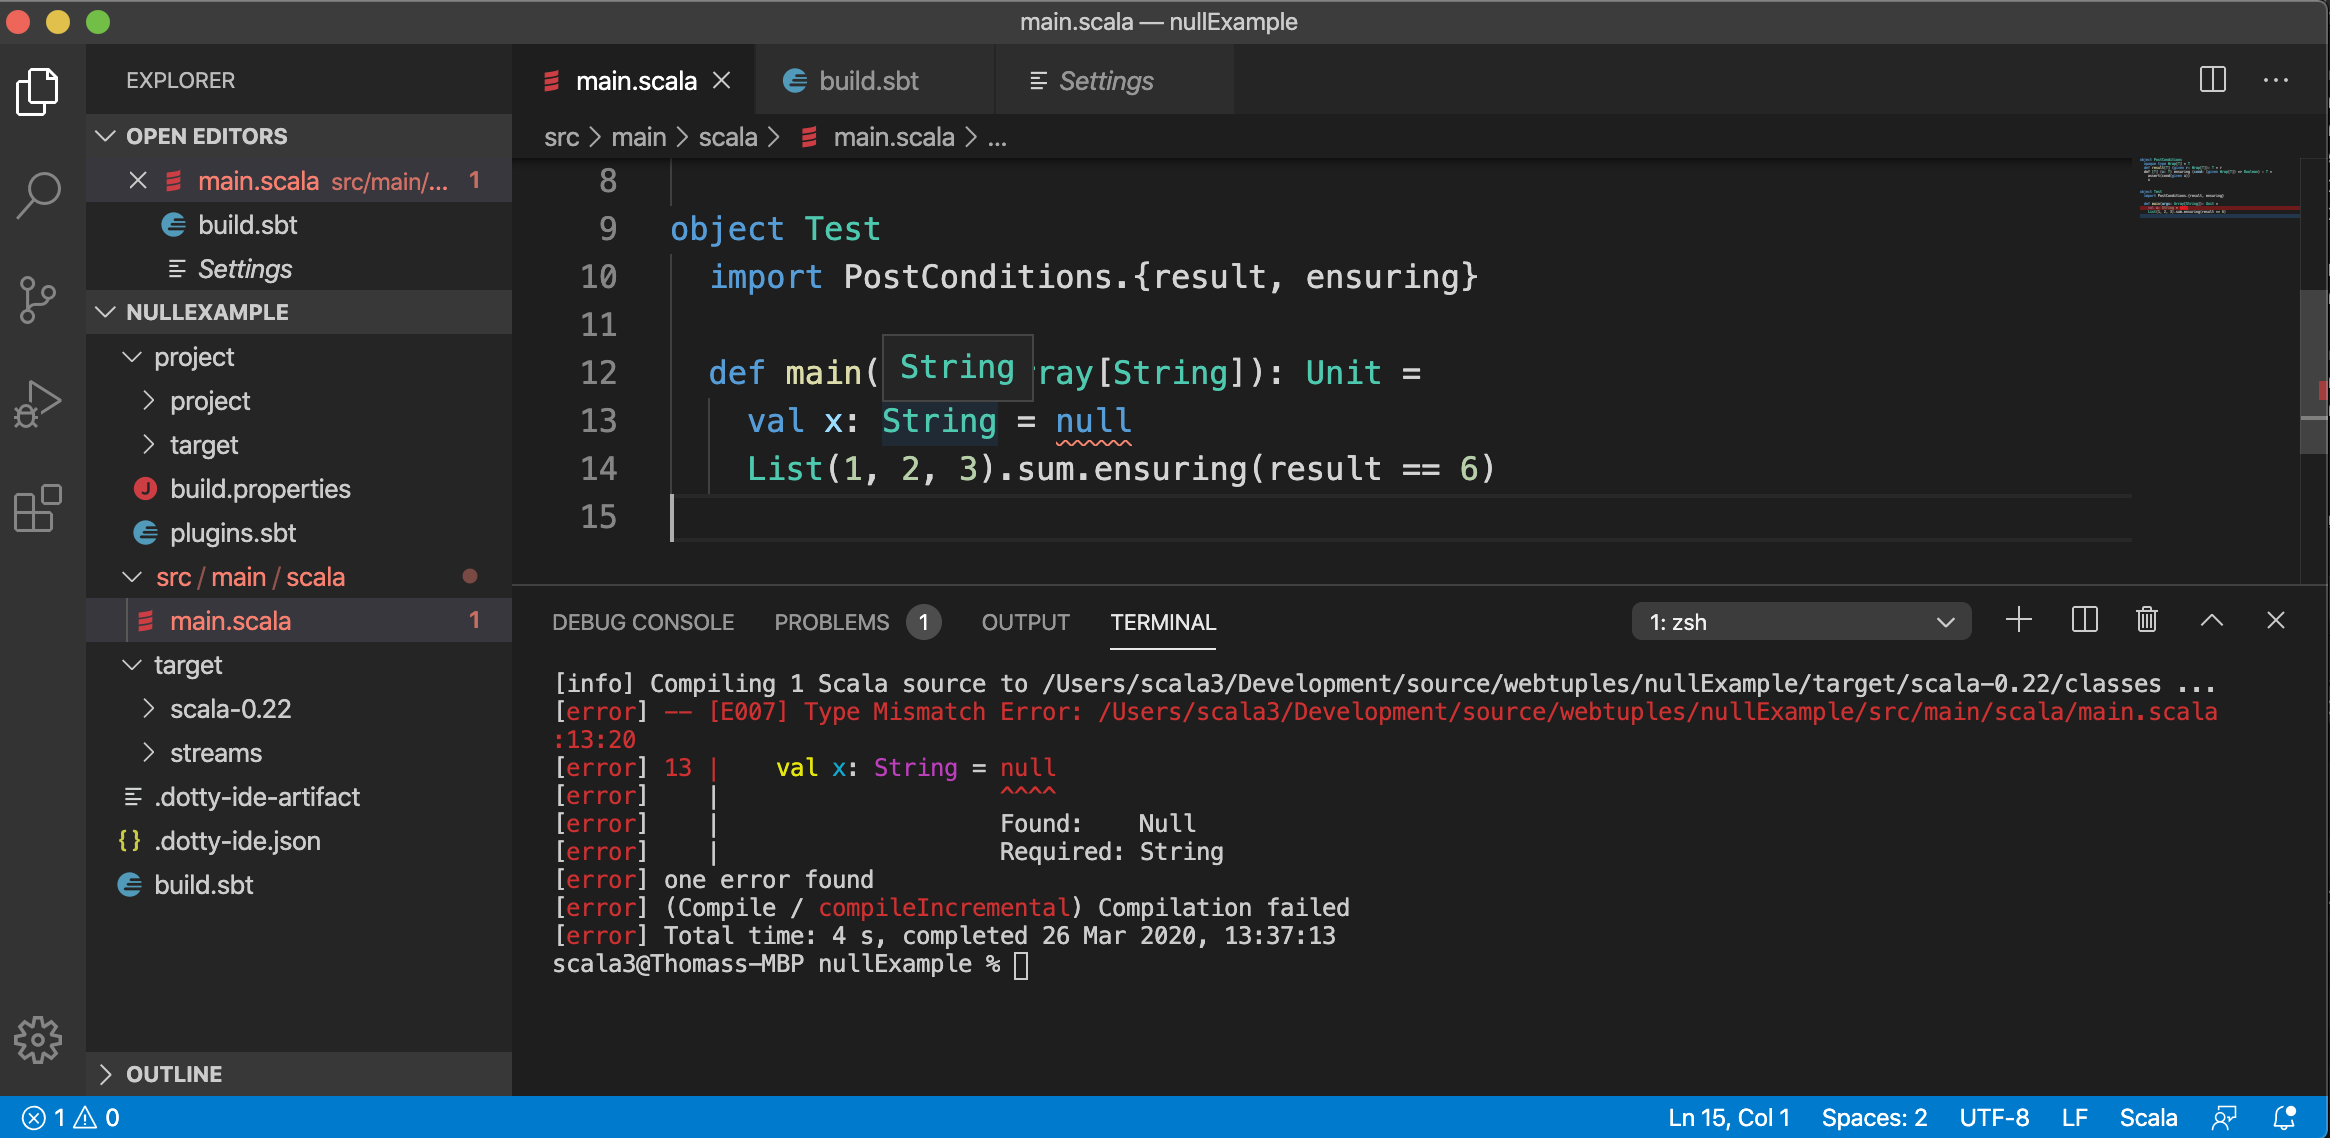 main.scala — nullExample
EXPLORER
OPEN EDITORS
main.scala src/main/... 1
build.sbt
Settings
NULLEXAMPLE
project
project
target
build.properties
plugins.sbt
src / main / scala
main.scala 1
target
scala-0.22
streams
.dotty-ide-artifact
.dotty-ide.json
build.sbt
OUTLINE
main.scala build.sbt Settings
src > main > scala > main.scala > ...
8
9 object Test
10 import PostConditions.{result, ensuring}
11
12 def main( String ray[String]): Unit =
13 val x: String = null
14 List(1, 2, 3).sum.ensuring(result == 6)
15
DEBUG CONSOLE PROBLEMS 1 OUTPUT TERMINAL 1: zsh
[info] Compiling 1 Scala source to /Users/scala3/Development/source/webtuples/nullExample/target/scala-0.22/classes ...
[error] -- [E007] Type Mismatch Error: /Users/scala3/Development/source/webtuples/nullExample/src/main/scala/main.scala
:13:20
[error] 13 | val x: String = null
[error] | ^^^^
[error] | Found: Null
[error] | Required: String
[error] one error found
[error] (Compile / compileIncremental) Compilation failed
[error] Total time: 4 s, completed 26 Mar 2020, 13:37:13
scala3@Thomass-MBP nullExample %
1 0 Ln 15, Col 1 Spaces: 2 UTF-8 LF Scala